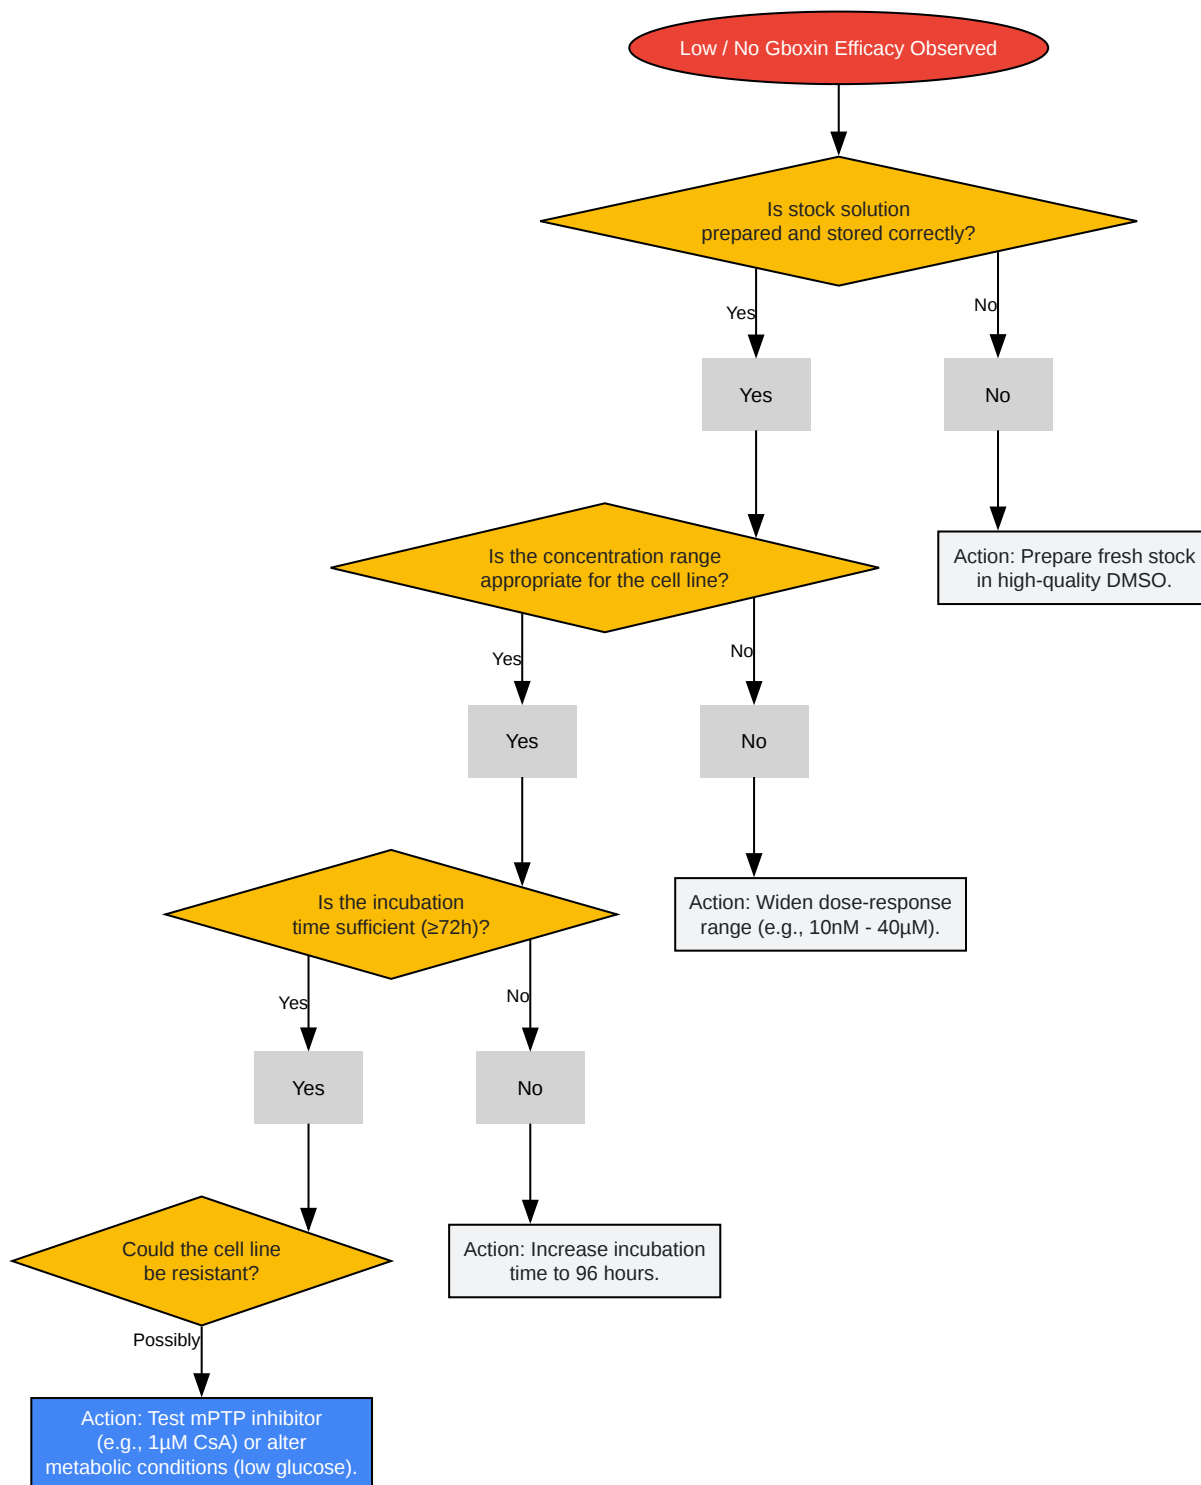 Low / No Gboxin Efficacy Observed
Is stock solution
prepared and stored correctly?
Yes
No
Yes
No
Action: Prepare fresh stock
in high-quality DMSO.
Is the concentration range
appropriate for the cell line?
Yes
No
Yes
No
Action: Widen dose-response
range (e.g., 10nM - 40µM).
Is the incubation
time sufficient (≥72h)?
Yes
No
Yes
No
Action: Increase incubation
time to 96 hours.
Could the cell line
be resistant?
Possibly
Action: Test mPTP inhibitor
(e.g., 1µM CsA) or alter
metabolic conditions (low glucose).